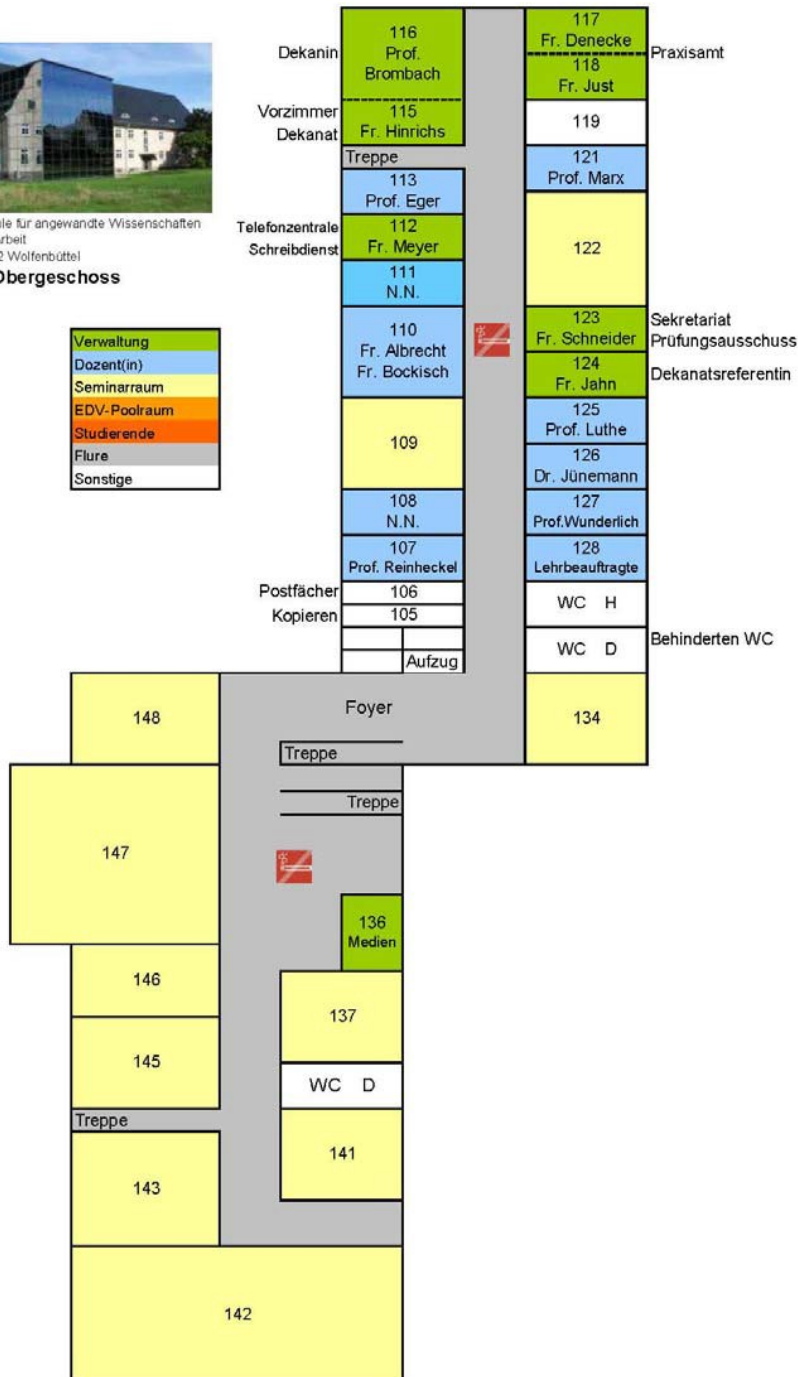 Dekanin
116
Prof.
Brombach
Vorzimmer
Dekanat
115
Fr. Hinrichs
Treppe
113
Prof. Eger
Telefonzentrale
Schreibdienst
112
Fr. Meyer
111
N.N.
110
Fr. Albrecht
Fr. Bockisch
109
108
N.N.
107
Prof. Reinheckel
Postfächer
106
Kopieren
105
Aufzug
117
Fr. Denecke
Praxisamt
118
Fr. Just
119
121
Prof. Marx
122
123
Fr. Schneider
Sekretariat
Prüfungsausschuss
124
Fr. Jahn
Dekanatsreferentin
125
Prof. Luthe
126
Dr. Jünemann
127
Prof.Wunderlich
128
Lehrbeauftragte
WC H
WC D
Behinderten WC
134
für angewandte Wissenschaften
2 Wolfenbüttel
Obergeschoss
Verwaltung
Dozent(in)
Seminarraum
EDV-Poolraum
Studierende
Flure
Sonstige
148
Foyer
Treppe
Treppe
147
136
Medien
146
137
145
WC D
Treppe
141
143
142